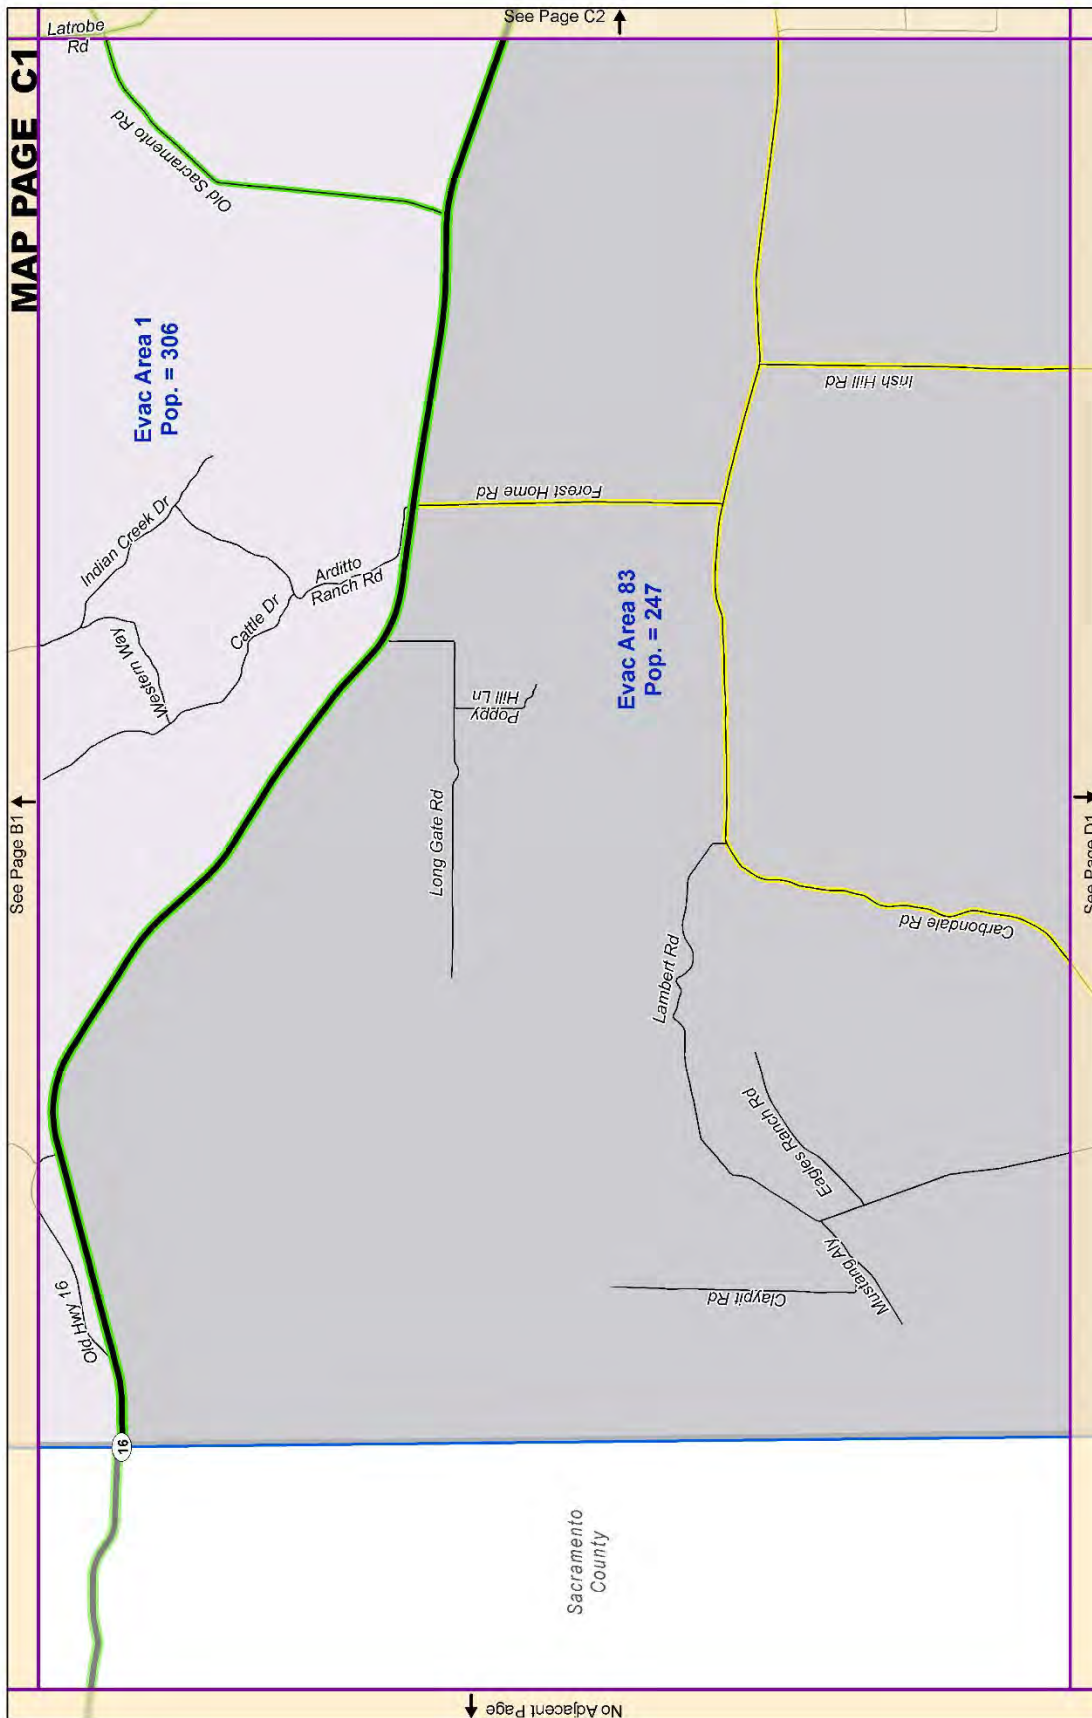 MAP PAGE C1
See Page C2
Latrobe
Rd
Old Sacramento Rd
Evac Area 1
Pop. = 306
Indian Creek Dr
Western Way
Cattle Dr
Arditto
Ranch Rd
Forest Home Rd
Irish Hill Rd
Evac Area 83
Pop. = 247
Poppy
Hill Ln
Long Gate Rd
See Page B1
See Page D1
Carbondale Rd
Lambert Rd
Eagles Ranch Rd
Mustang Aly
Claypit Rd
Old Hwy 16
16
Sacramento
County
No Adjacent Page